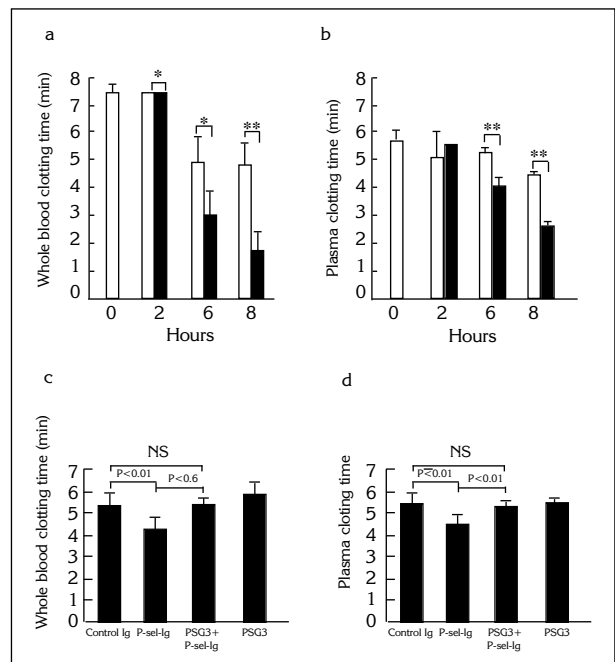 a
Whole blood clotting time (min)
8
7
6
5
4
3
2
1
0
*
*
**
0 2 6 8
Hours
b
Plasma clotting time (min)
8
7
6
5
4
3
2
1
0
**
**
0 2 6 8
Hours
c
Whole blood clotting time (min)
7
6
5
4
3
2
1
0
NS
P<0.01
P<0.6
Control Ig P-sel-Ig PSG3+ PSG3
P-sel-Ig
d
Plasma cloting time
7
6
5
4
3
2
1
0
NS
P<0.01
P<0.01
Control Ig P-sel-Ig PSG3+ PSG3
P-sel-Ig